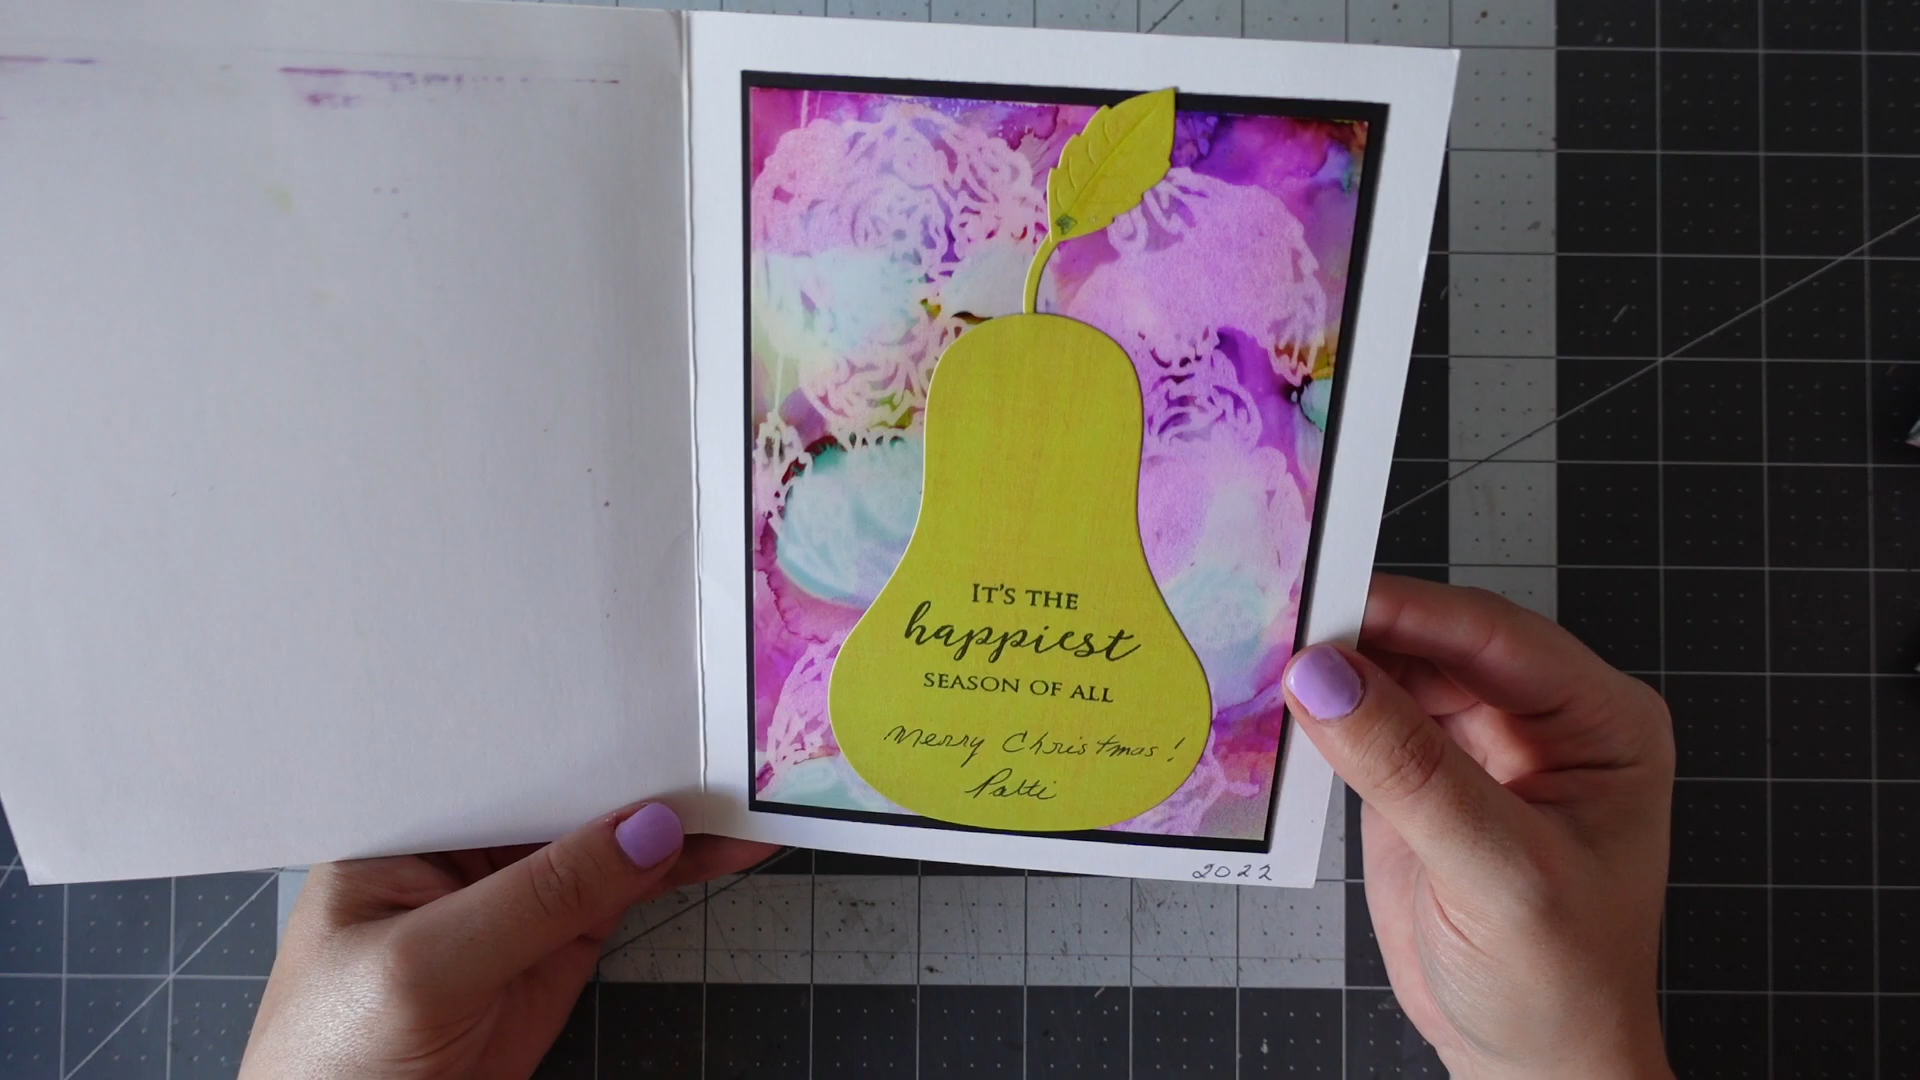 IT'S THE
happiest
SEASON OF ALL
Merry Christmas!
Patti
2022